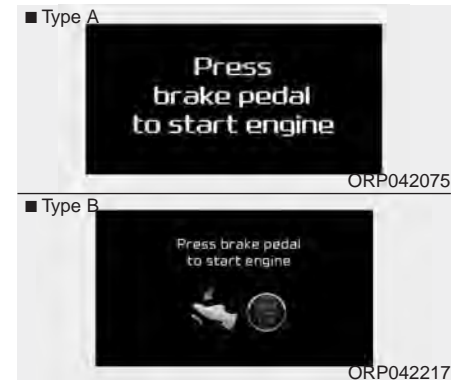 ■ Type A
Press
brake pedal
to start engine
ORP042075
■ Type B
Press brake pedal
to start engine
ORP042217